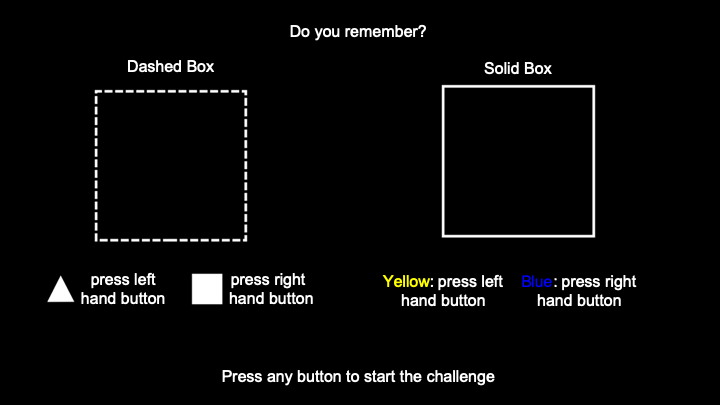 Do you remember?
Dashed Box
Solid Box
press left
hand button
press right
hand button
Yellow: press left
hand button
Blue: press right
hand button
Press any button to start the challenge